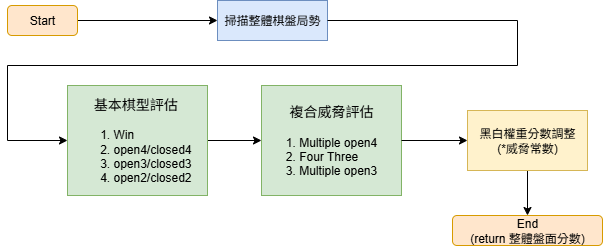 Start
掃描整體棋盤局勢
基本棋型評估
1. Win
2. open4/closed4
3. open3/closed3
4. open2/closed2
複合威脅評估
1. Multiple open4
2. Four Three
3. Multiple open3
黑白權重分數調整
(*威脅常數)
End
(return 整體盤面分數)